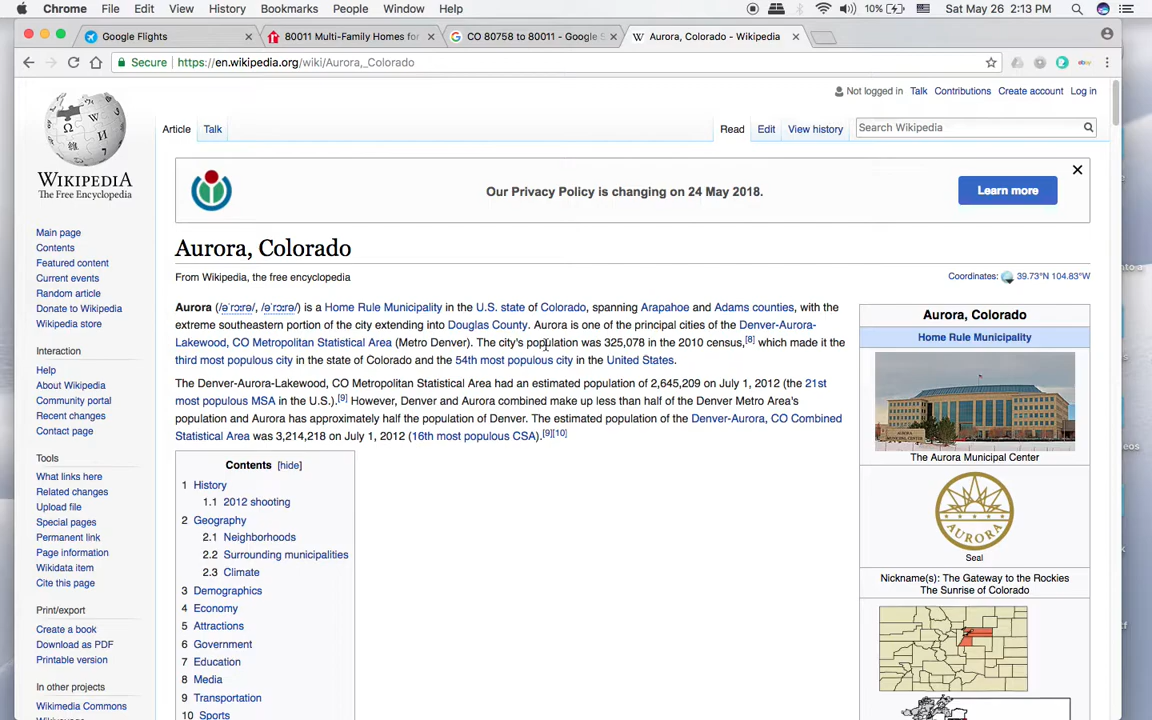 Chrome File Edit View History Bookmarks People Window Help 10% Sat May 26 2:13 PM
Google Flights 80011 Multi-Family Homes for CO 80758 to 80011 - Google Aurora, Colorado - Wikipedia
Secure https://en.wikipedia.org/wiki/Aurora,_Colorado
Not logged in Talk Contributions Create account Log in
Article Talk Read Edit View history Search Wikipedia
WIKIPEDIA
The Free Encyclopedia
Our Privacy Policy is changing on 24 May 2018. Learn more
Main page
Contents
Featured content
Current events
Random article
Donate to Wikipedia
Wikipedia store
Interaction
Help
About Wikipedia
Community portal
Recent changes
Contact page
Tools
What links here
Related changes
Upload file
Special pages
Permanent link
Page information
Wikidata item
Cite this page
Print/export
Create a book
Download as PDF
Printable version
In other projects
Wikimedia Commons
Aurora, Colorado
From Wikipedia, the free encyclopedia
Coordinates: 39.73°N 104.83°W
Aurora (/əˈrɔːrə/, /əˈroʊrə/) is a Home Rule Municipality in the U.S. state of Colorado, spanning Arapahoe and Adams counties, with the
extreme southeastern portion of the city extending into Douglas County. Aurora is one of the principal cities of the Denver-Aurora-
Lakewood, CO Metropolitan Statistical Area (Metro Denver). The city's population was 325,078 in the 2010 census,[8] which made it the
third most populous city in the state of Colorado and the 54th most populous city in the United States.
The Denver-Aurora-Lakewood, CO Metropolitan Statistical Area had an estimated population of 2,645,209 on July 1, 2012 (the 21st
most populous MSA in the U.S.).[9] However, Denver and Aurora combined make up less than half of the Denver Metro Area's
population and Aurora has approximately half the population of Denver. The estimated population of the Denver-Aurora, CO Combined
Statistical Area was 3,214,218 on July 1, 2012 (16th most populous CSA).[9][10]
Contents [hide]
1 History
1.1 2012 shooting
2 Geography
2.1 Neighborhoods
2.2 Surrounding municipalities
2.3 Climate
3 Demographics
4 Economy
5 Attractions
6 Government
7 Education
8 Media
9 Transportation
10 Sports
Aurora, Colorado
Home Rule Municipality
The Aurora Municipal Center
AURORA
Seal
Nickname(s): The Gateway to the Rockies
The Sunrise of Colorado